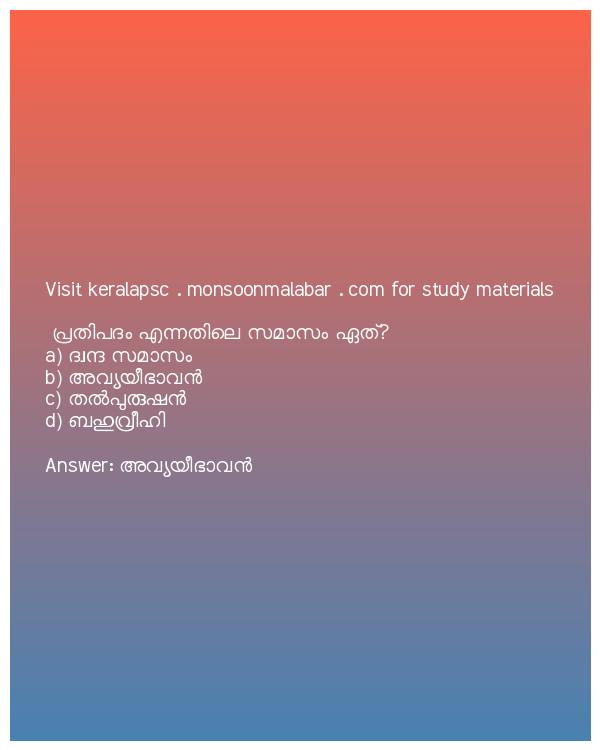 Visit keralapsc . monsoonmalabar . com for study materials
പ്രതിപദം എന്നതിലെ സമാസം ഏത്?
a) ദ്വന്ദ സമാസം
b) അവ്യയീഭാവൻ
c) തൽപുരുഷൻ
d) ബഹുവ്രീഹി
Answer: അവ്യയീഭാവൻ